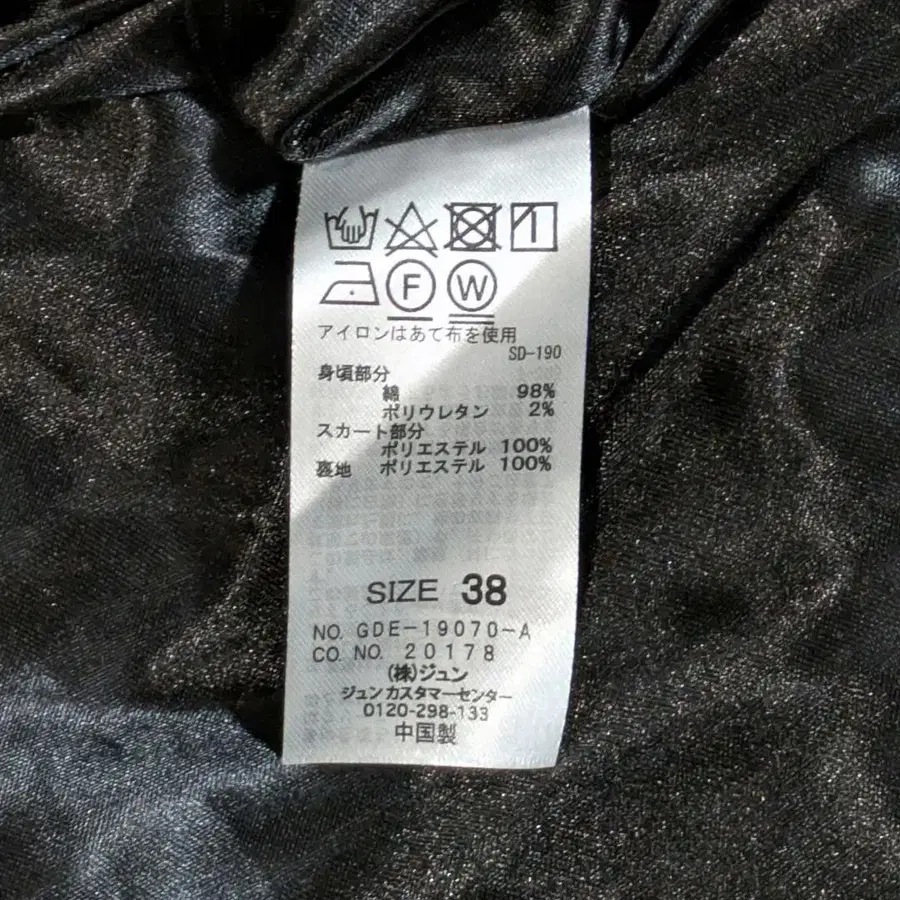 F W
アイロンはあて布を使用
SD-190
身頃部分
綿 98%
ポリウレタン 2%
スカート部分
ポリエステル 100%
裏地 ポリエステル 100%
SIZE 38
NO. GDE-19070-A
CO. NO. 20178
(株)ジュン
ジュンカスタマーセンター
0120-298-133
中国製